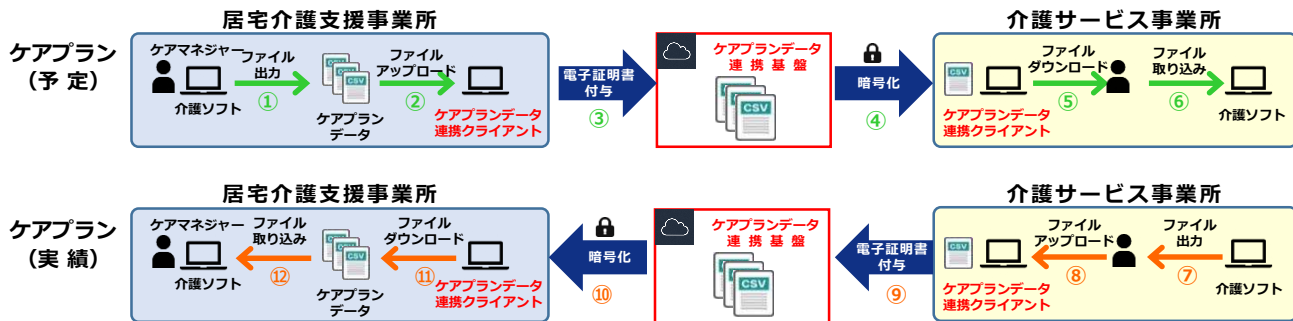 居宅介護支援事業所
介護サービス事業所
ケアプラン
(予 定)
ケアマネジャー
ファイル
出力
①
介護ソフト
CSV
ケアプラン
データ
ファイル
アップロード
②
ケアプランデータ
連携クライアント
電子証明書
付与
③
ケアプランデータ
連 携 基 盤
CSV
暗号化
④
CSV
ケアプランデータ
連携クライアント
ファイル
ダウンロード
⑤
ファイル
取り込み
⑥
介護ソフト
居宅介護支援事業所
介護サービス事業所
ケアプラン
(実 績)
ケアマネジャー
ファイル
取り込み
⑫
介護ソフト
CSV
ケアプラン
データ
ファイル
ダウンロード
⑪
ケアプランデータ
連携クライアント
暗号化
⑩
ケアプランデータ
連 携 基 盤
CSV
電子証明書
付与
⑨
CSV
ケアプランデータ
連携クライアント
ファイル
アップロード
⑧
ファイル
出力
⑦
介護ソフト